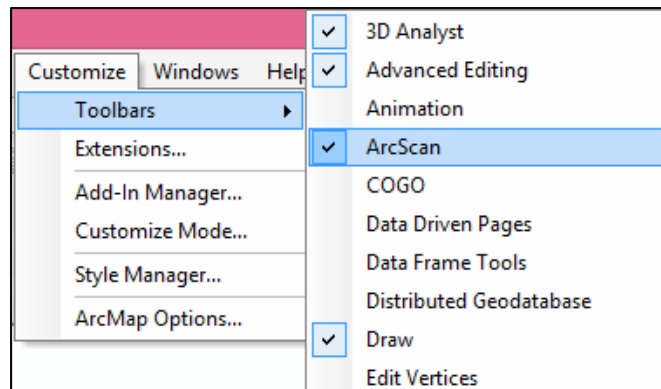 Customize Windows Help
Toolbars
Extensions...
Add-In Manager...
Customize Mode...
Style Manager...
ArcMap Options...
3D Analyst
Advanced Editing
Animation
ArcScan
COGO
Data Driven Pages
Data Frame Tools
Distributed Geodatabase
Draw
Edit Vertices